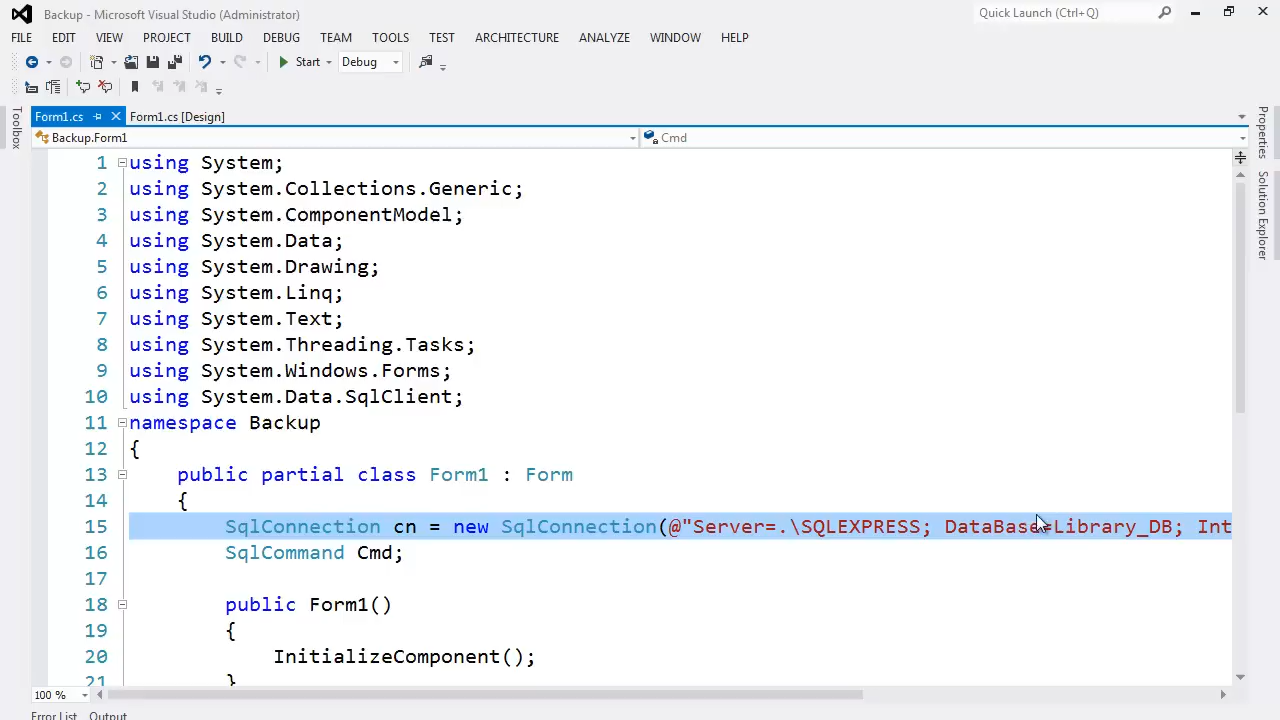 Backup - Microsoft Visual Studio (Administrator)
Quick Launch (Ctrl+Q)
FILE EDIT VIEW PROJECT BUILD DEBUG TEAM TOOLS TEST ARCHITECTURE ANALYZE WINDOW HELP
Start Debug
Form1.cs Form1.cs [Design]
Toolbox
Properties
Solution Explorer
Backup.Form1 Cmd
1 using System;
2 using System.Collections.Generic;
3 using System.ComponentModel;
4 using System.Data;
5 using System.Drawing;
6 using System.Linq;
7 using System.Text;
8 using System.Threading.Tasks;
9 using System.Windows.Forms;
10 using System.Data.SqlClient;
11 namespace Backup
12 {
13 public partial class Form1 : Form
14 {
15 SqlConnection cn = new SqlConnection(@"Server=.\SQLEXPRESS; DataBase=Library_DB; Int
16 SqlCommand Cmd;
17
18 public Form1()
19 {
20 InitializeComponent();
21 }
100 %
Error List Output